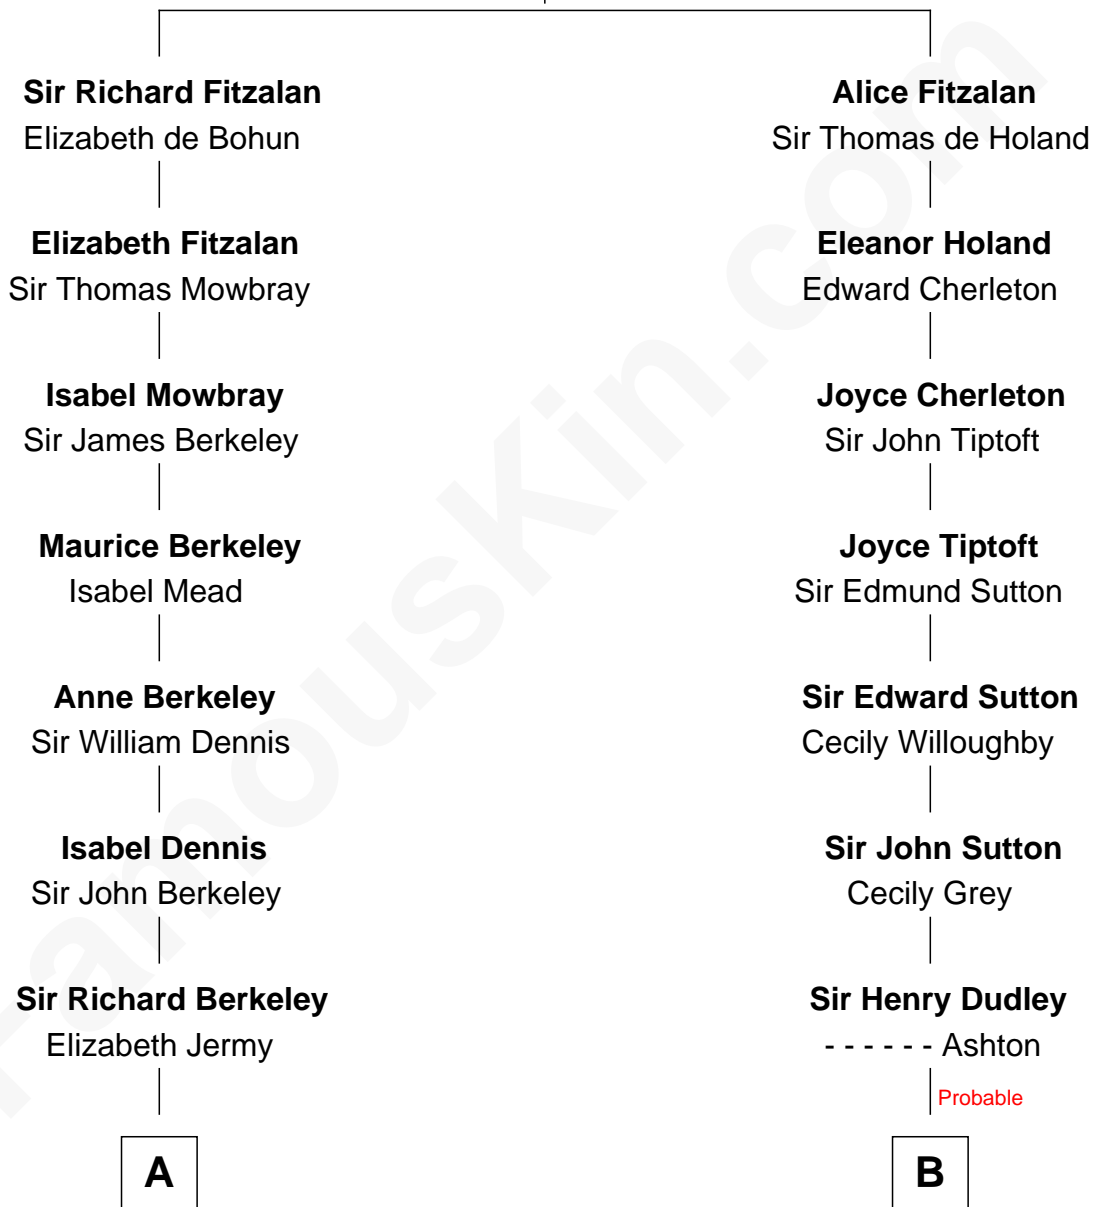 Sir Richard Fitzalan
Elizabeth de Bohun
Elizabeth Fitzalan
Sir Thomas Mowbray
Isabel Mowbray
Sir James Berkeley
Maurice Berkeley
Isabel Mead
Anne Berkeley
Sir William Dennis
Isabel Dennis
Sir John Berkeley
Sir Richard Berkeley
Elizabeth Jermy
A
Alice Fitzalan
Sir Thomas de Holand
Eleanor Holand
Edward Cherleton
Joyce Cherleton
Sir John Tiptoft
Joyce Tiptoft
Sir Edmund Sutton
Sir Edward Sutton
Cecily Willoughby
Sir John Sutton
Cecily Grey
Sir Henry Dudley
- - - - - - Ashton
Probable
B
FamousKin.com